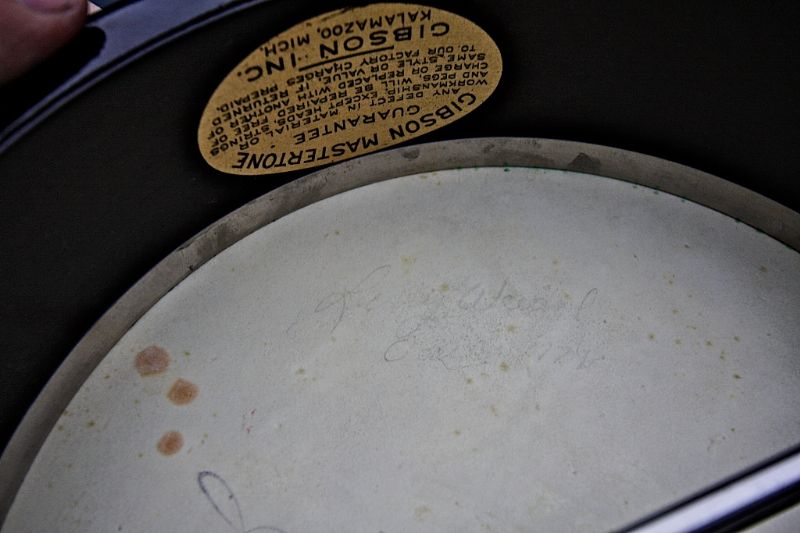 GIBSON MASTERTONE
GUARANTEE
ANY DEFECT IN MATERIAL OR
WORKMANSHIP EXCEPT HEADS, STRINGS
AND PEGS, WILL BE REPAIRED FREE OF
CHARGE OR REPLACED WITH ANOTHER OF
SAME STYLE OR VALUE IF RETURNED
TO OUR FACTORY CHARGES PREPAID.
GIBSON INC.
KALAMAZOO, MICH.